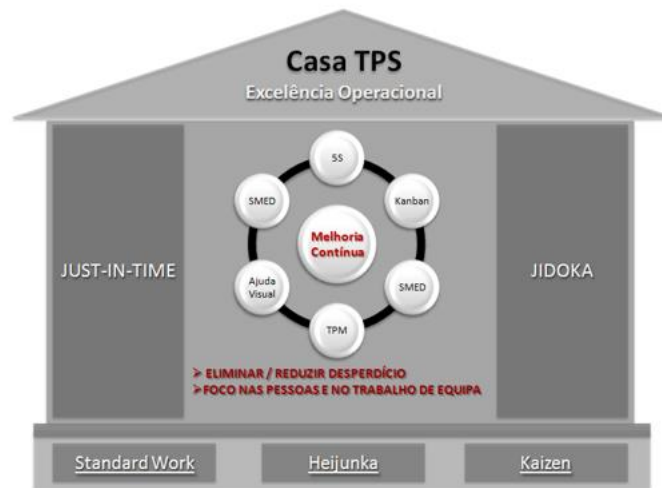 Casa TPS
Excelência Operacional
5S
SMED
Kanban
Melhoria
Contínua
JUST-IN-TIME
JIDOKA
Ajuda
Visual
SMED
TPM
➢ ELIMINAR / REDUZIR DESPERDÍCIO
➢FOCO NAS PESSOAS E NO TRABALHO DE EQUIPA
Standard Work
Heijunka
Kaizen